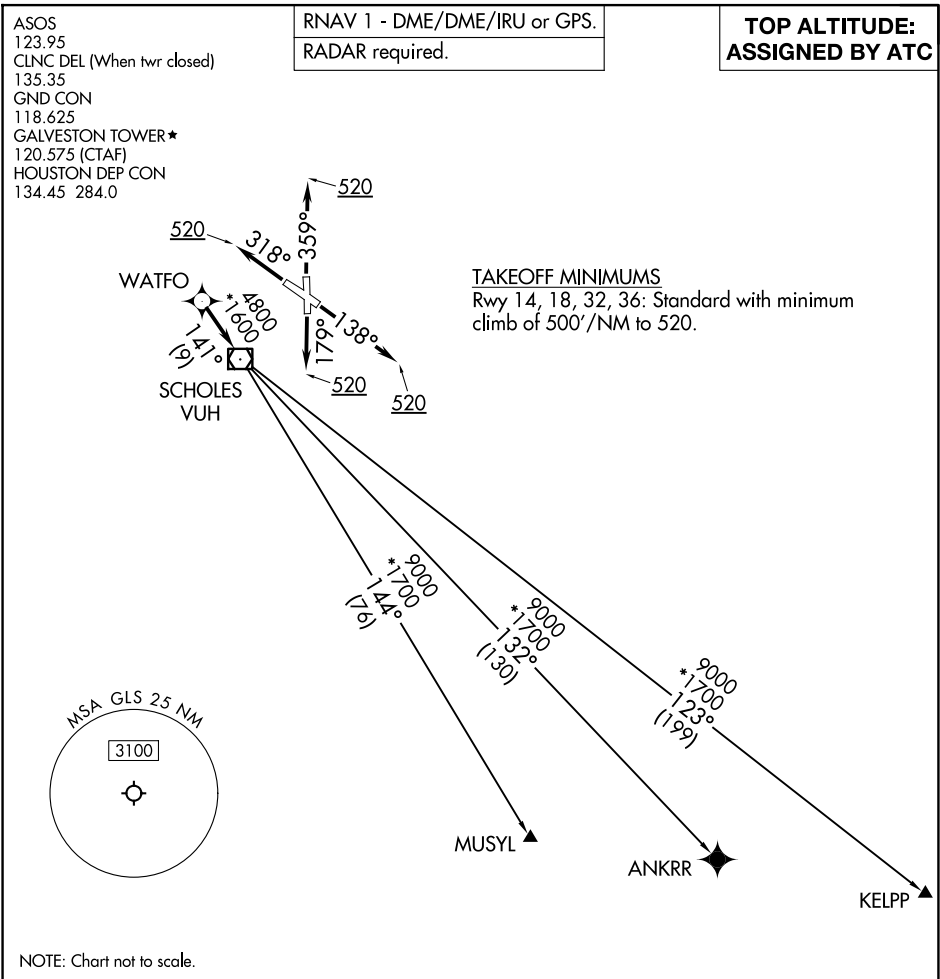 ASOS
123.95
CLNC DEL (When twr closed)
135.35
GND CON
118.625
GALVESTON TOWER★
120.575 (CTAF)
HOUSTON DEP CON
134.45 284.0
RNAV 1 - DME/DME/IRU or GPS.
RADAR required.
TOP ALTITUDE:
ASSIGNED BY ATC
520
520
318°
359°
WATFO
4800
*1600
141°
(9)
138°
179°
SCHOLES
VUH
520
520
TAKEOFF MINIMUMS
Rwy 14, 18, 32, 36: Standard with minimum
climb of 500'/NM to 520.
9000
*1700
144°
(76)
9000
*1700
132°
(130)
9000
*1700
123°
(199)
MSA GLS 25 NM
3100
MUSYL
ANKRR
KELPP
NOTE: Chart not to scale.